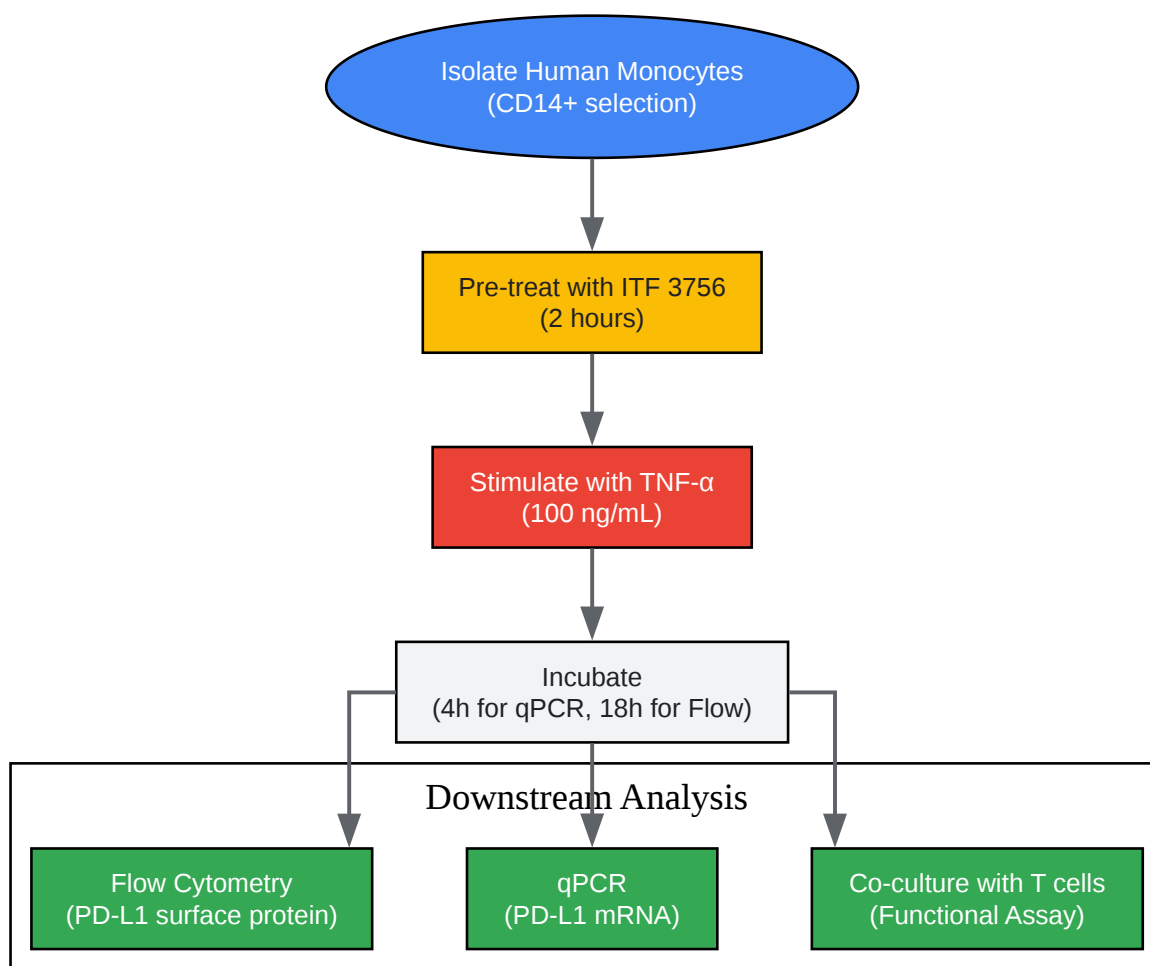 Isolate Human Monocytes
(CD14+ selection)
Pre-treat with ITF 3756
(2 hours)
Stimulate with TNF-α
(100 ng/mL)
Incubate
(4h for qPCR, 18h for Flow)
Downstream Analysis
Flow Cytometry
(PD-L1 surface protein)
qPCR
(PD-L1 mRNA)
Co-culture with T cells
(Functional Assay)